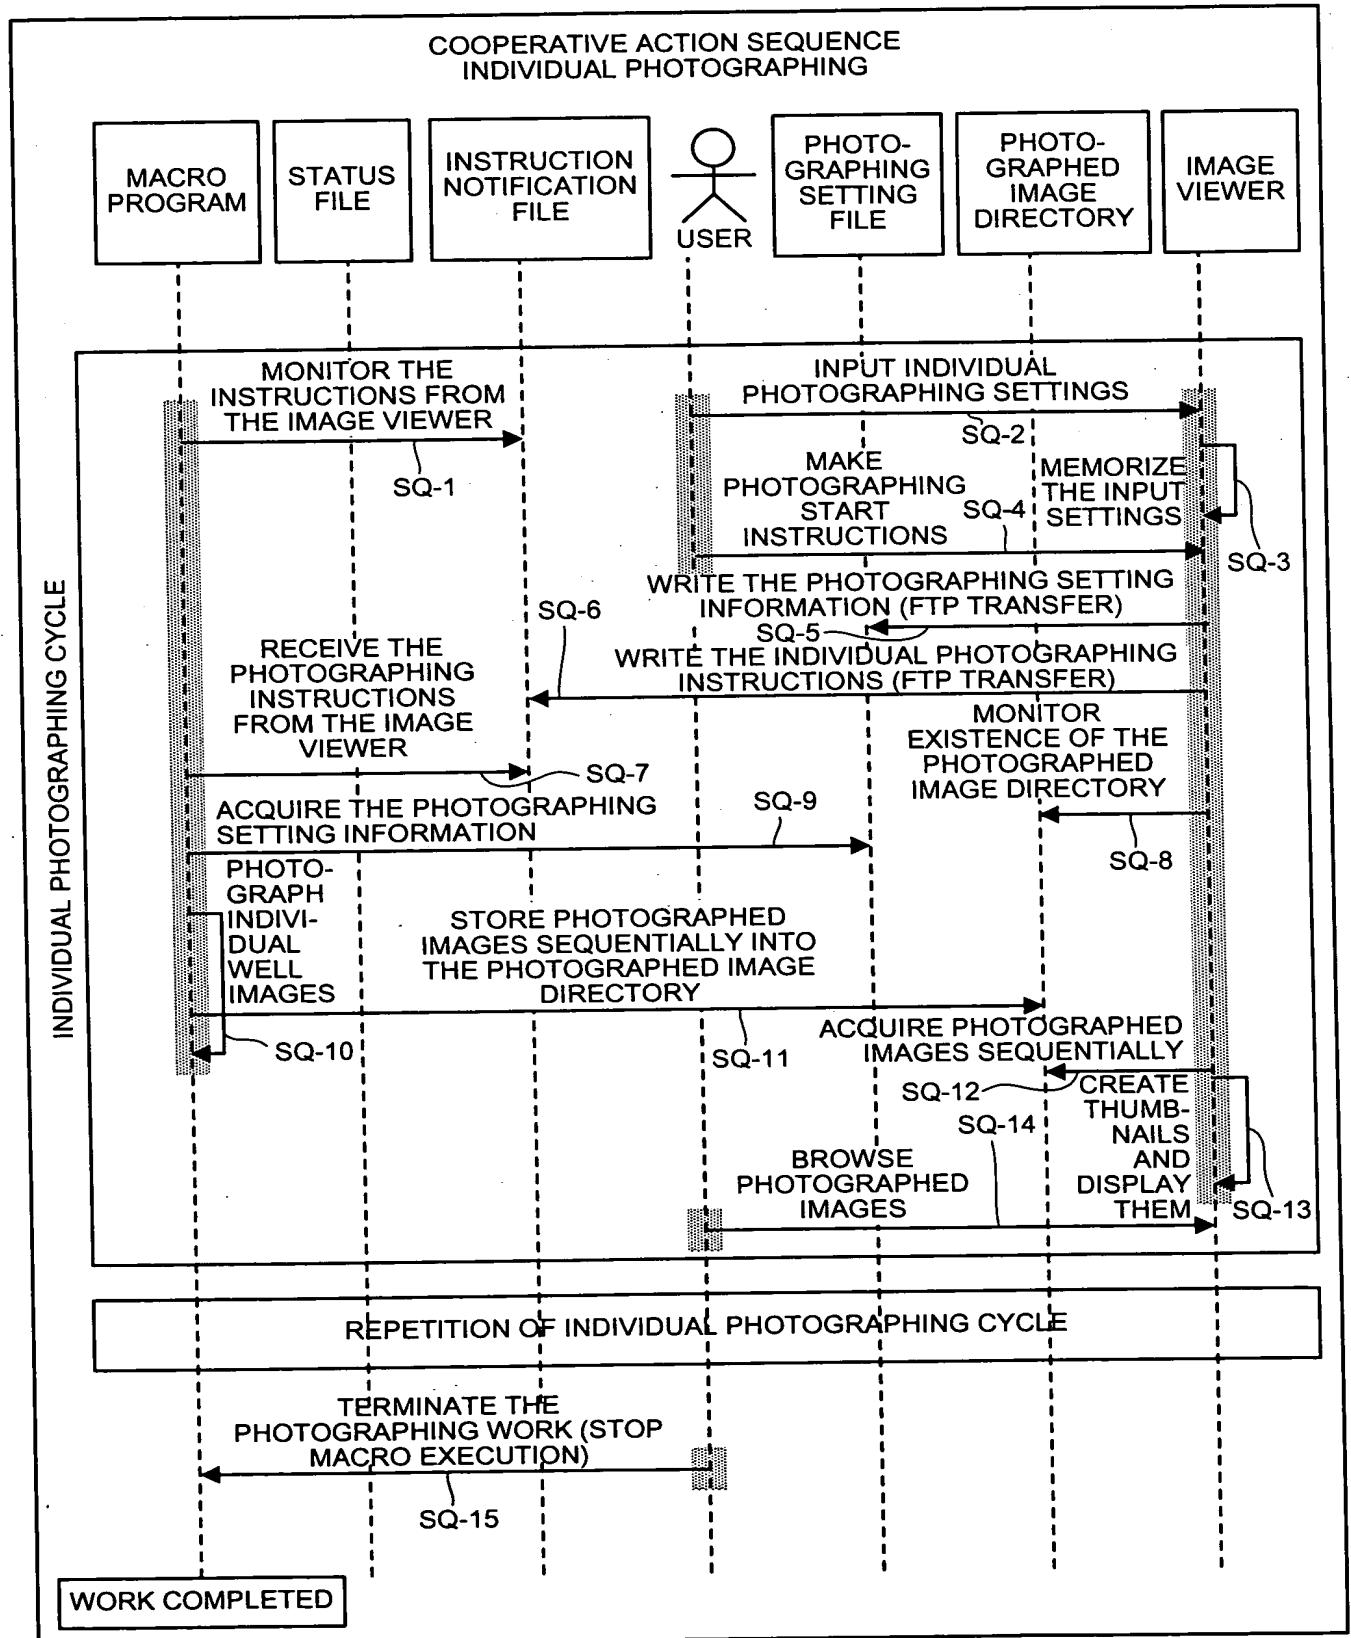 COOPERATIVE ACTION SEQUENCE
INDIVIDUAL PHOTOGRAPHING
MACRO
PROGRAM
STATUS
FILE
INSTRUCTION
NOTIFICATION
FILE
USER
PHOTO-
GRAPHING
SETTING
FILE
PHOTO-
GRAPHED
IMAGE
DIRECTORY
IMAGE
VIEWER
INDIVIDUAL PHOTOGRAPHING CYCLE
MONITOR THE
INSTRUCTIONS FROM
THE IMAGE VIEWER
SQ-1
INPUT INDIVIDUAL
PHOTOGRAPHING SETTINGS
SQ-2
MEMORIZE
THE INPUT
SETTINGS
SQ-3
MAKE
PHOTOGRAPHING
START
INSTRUCTIONS
SQ-4
WRITE THE PHOTOGRAPHING SETTING
INFORMATION (FTP TRANSFER)
SQ-5
SQ-6
WRITE THE INDIVIDUAL PHOTOGRAPHING
INSTRUCTIONS (FTP TRANSFER)
RECEIVE THE
PHOTOGRAPHING
INSTRUCTIONS
FROM THE IMAGE
VIEWER
SQ-7
MONITOR
EXISTENCE OF THE
PHOTOGRAPHED
IMAGE DIRECTORY
SQ-8
ACQUIRE THE PHOTOGRAPHING
SETTING INFORMATION
SQ-9
PHOTO-
GRAPH
INDIVI-
DUAL
WELL
IMAGES
SQ-10
STORE PHOTOGRAPHED
IMAGES SEQUENTIALLY INTO
THE PHOTOGRAPHED IMAGE
DIRECTORY
SQ-11
ACQUIRE PHOTOGRAPHED
IMAGES SEQUENTIALLY
SQ-12
CREATE
THUMB-
NAILS
AND
DISPLAY
THEM
SQ-13
SQ-14
BROWSE
PHOTOGRAPHED
IMAGES
REPETITION OF INDIVIDUAL PHOTOGRAPHING CYCLE
TERMINATE THE
PHOTOGRAPHING WORK (STOP
MACRO EXECUTION)
SQ-15
WORK COMPLETED